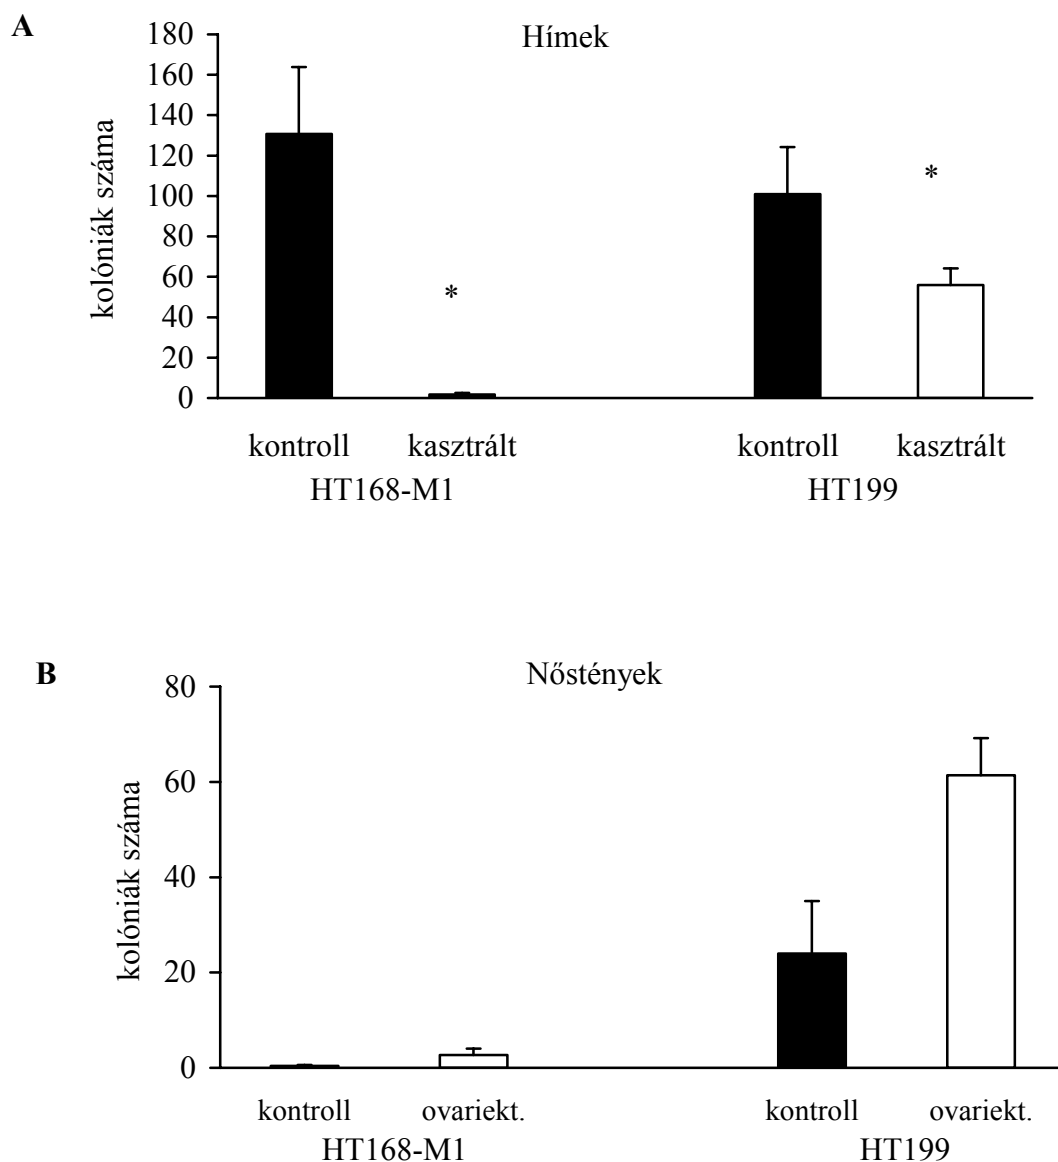 A
Hímek
kolóniák száma
180
160
140
120
100
80
60
40
20
0
*
*
kontroll kasztrált kontroll kasztrált
HT168-M1 HT199
B
Nőstények
kolóniák száma
80
60
40
20
0
kontroll ovariekt. kontroll ovariekt.
HT168-M1 HT199